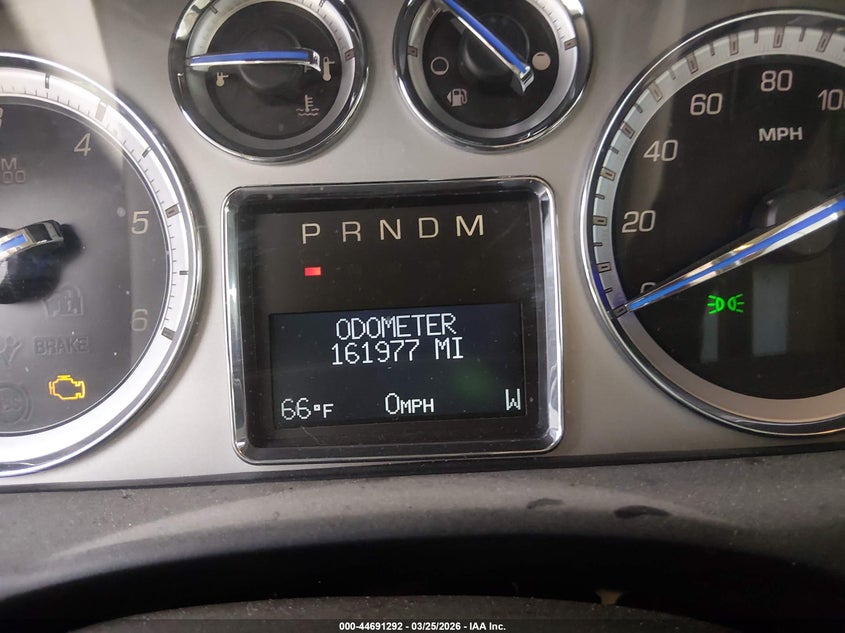 P R N D M
ODOMETER
161977 MI
66°F 0MPH W
4
5
6
BRAKE
0
20
40
60
80
100
MPH
000-44691292 - 03/25/2026 - IAA Inc.